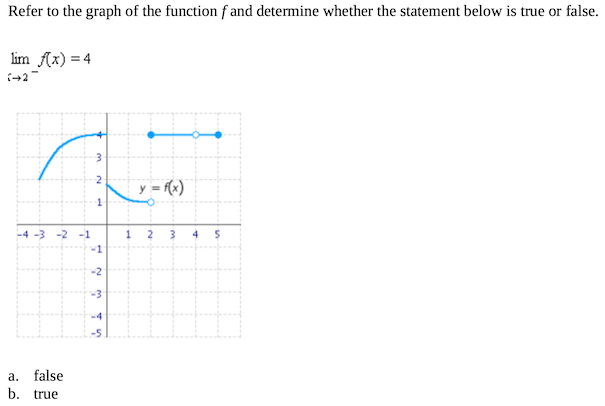 Refer to the graph of the function f and determine whether the statement below is true or false.
lim f(x) = 4
x→2⁻
4
3
2
y = f(x)
1
-4 -3 -2 -1 1 2 3 4 5
-1
-2
-3
-4
-5
a. false
b. true